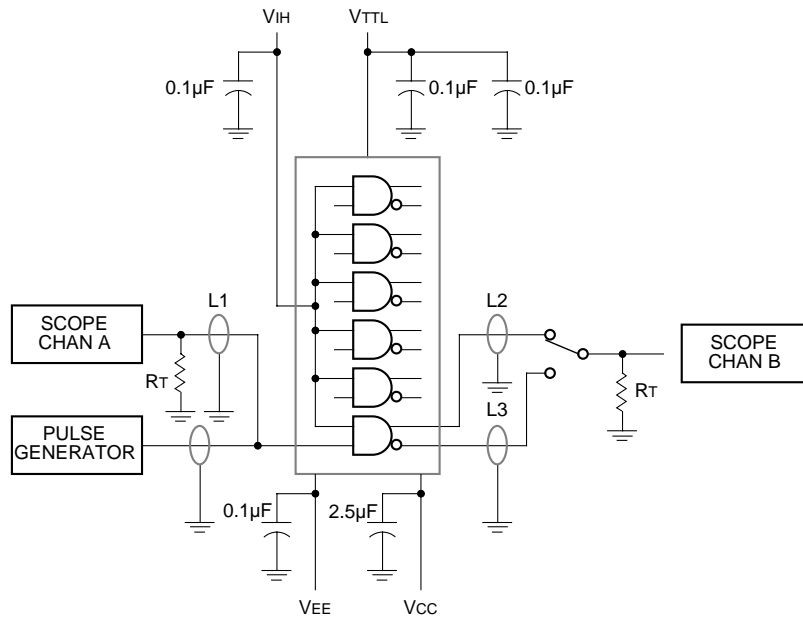 VIH
VTTL
0.1µF
0.1µF
0.1µF
L1
L2
SCOPE
CHAN A
SCOPE
CHAN B
RT
RT
L3
PULSE
GENERATOR
0.1µF
2.5µF
VEE
VCC